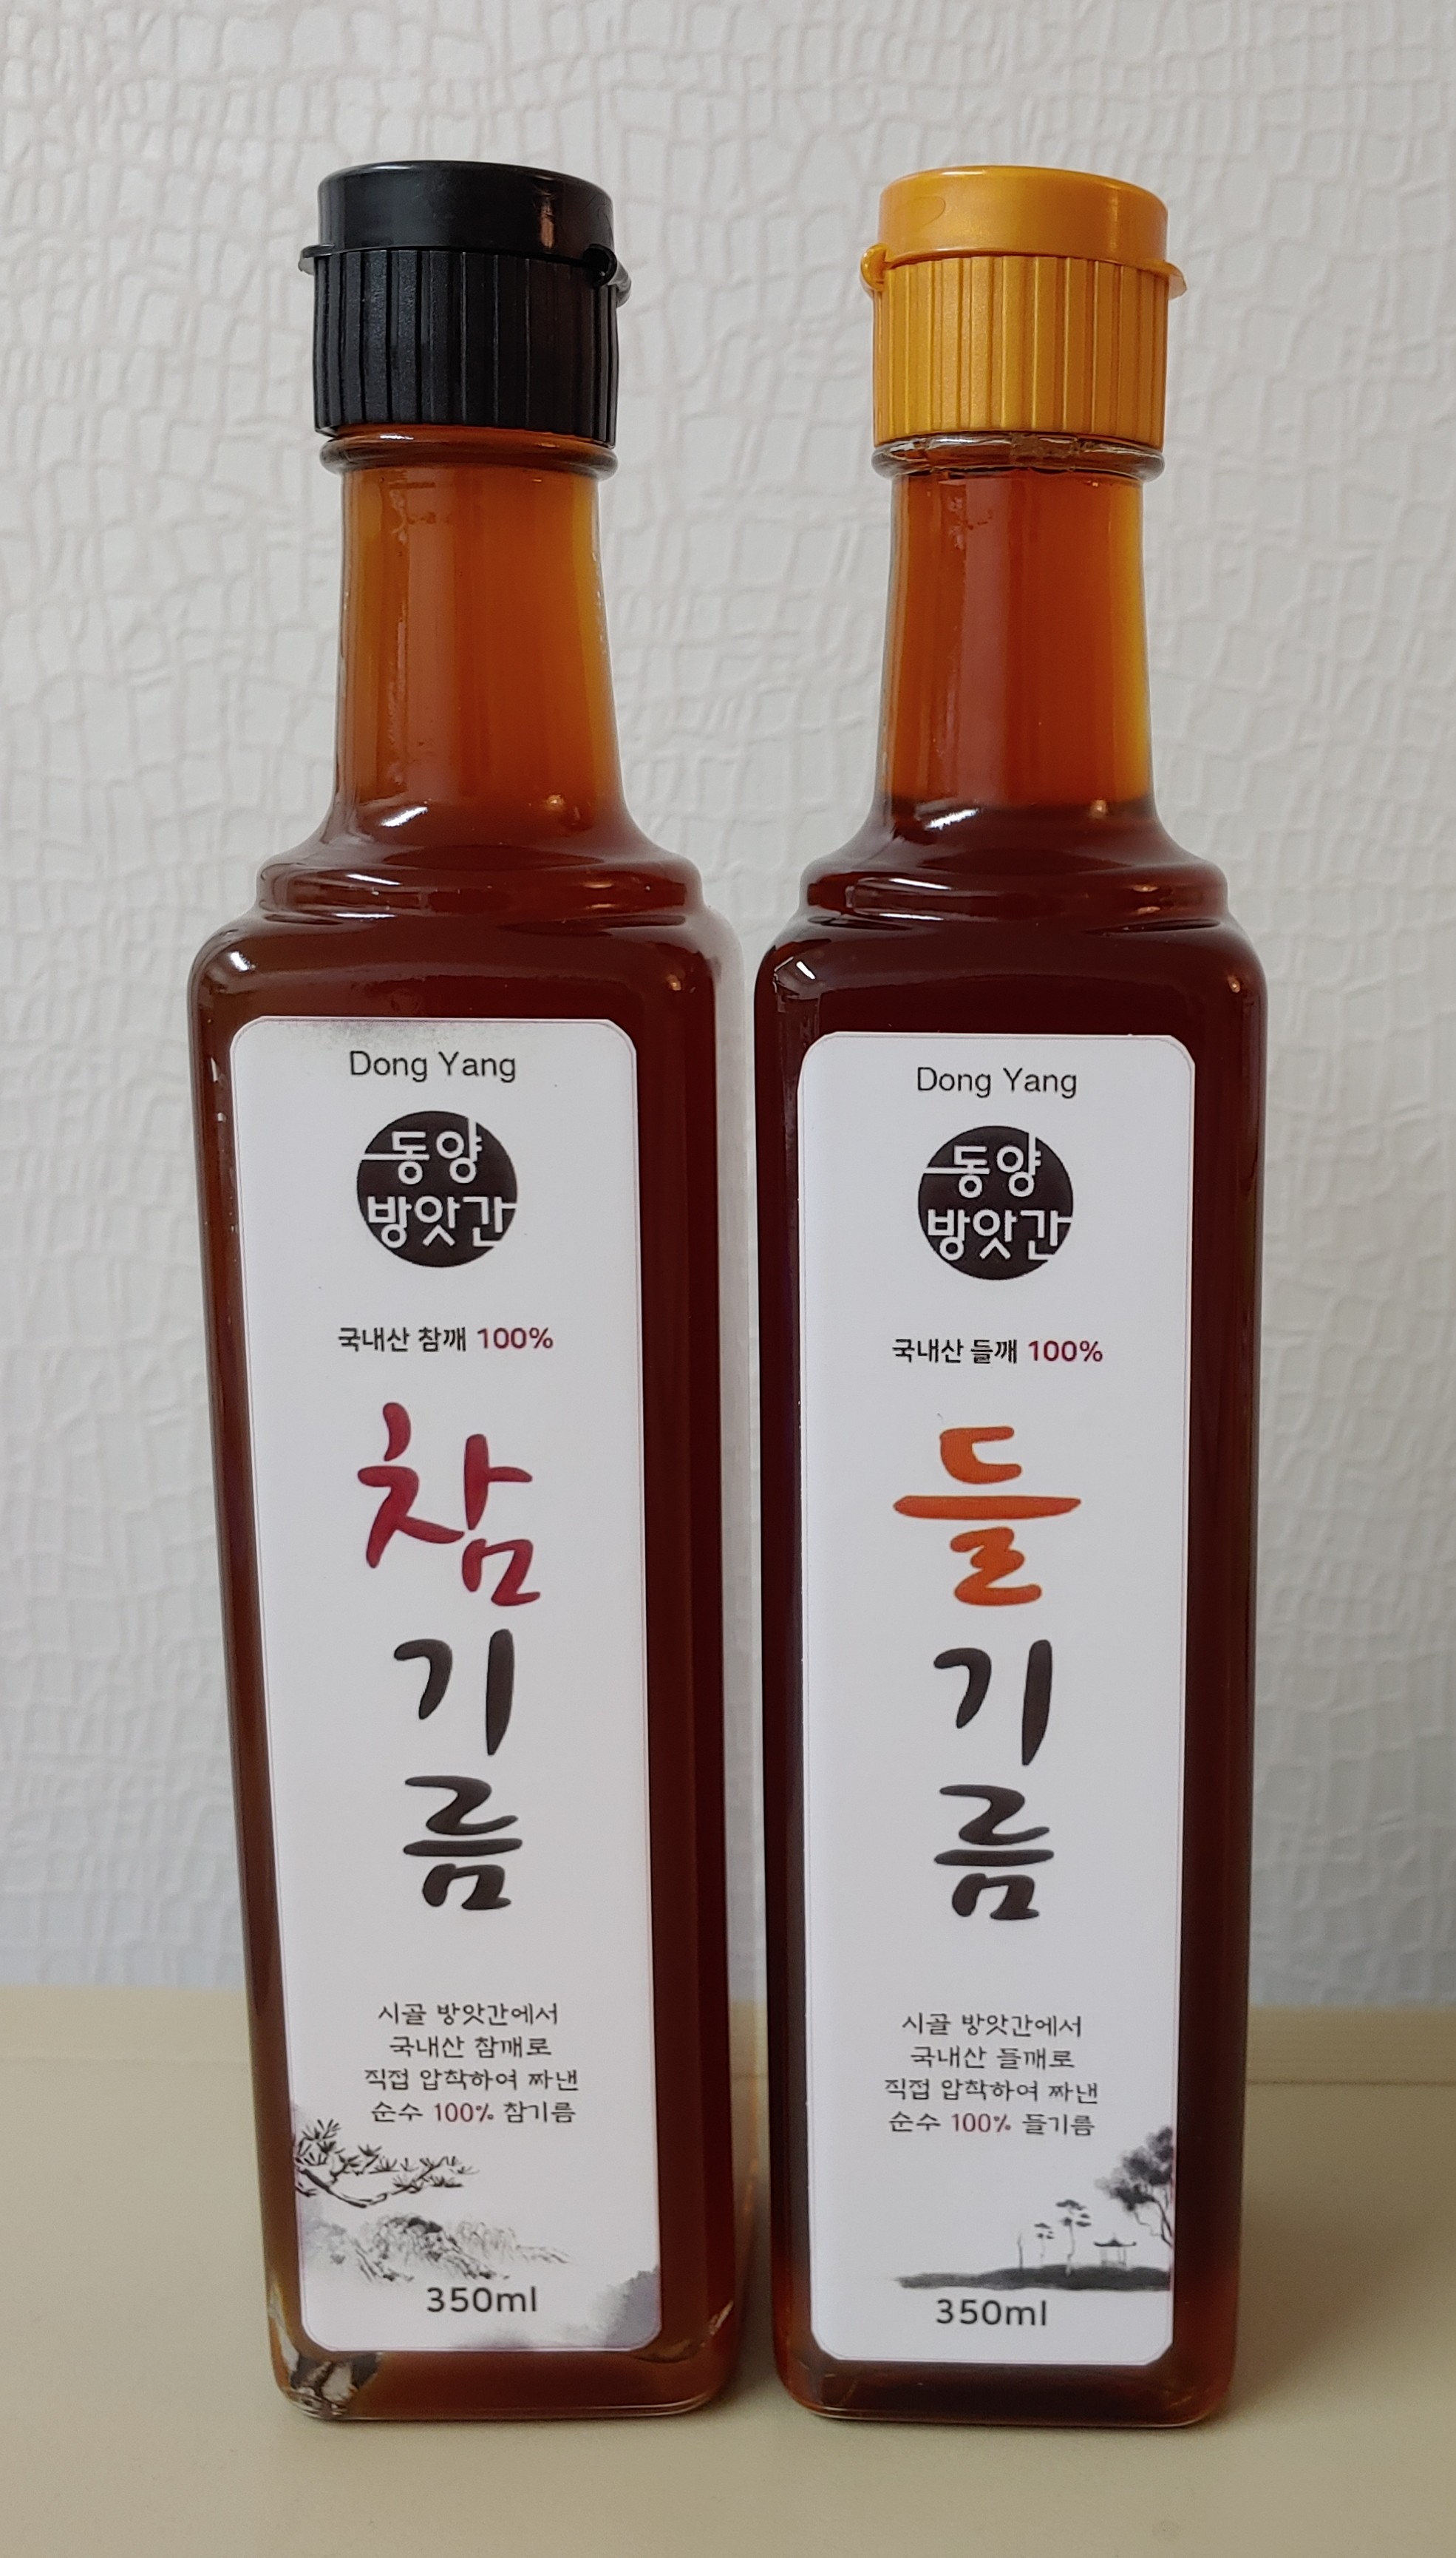 Dong Yang
동양
방앗간
국내산 참깨 100%
참
기
름
시골 방앗간에서
국내산 참깨로
직접 압착하여 짜낸
순수 100% 참기름
350ml
Dong Yang
동양
방앗간
국내산 들깨 100%
들
기
름
시골 방앗간에서
국내산 들깨로
직접 압착하여 짜낸
순수 100% 들기름
350ml